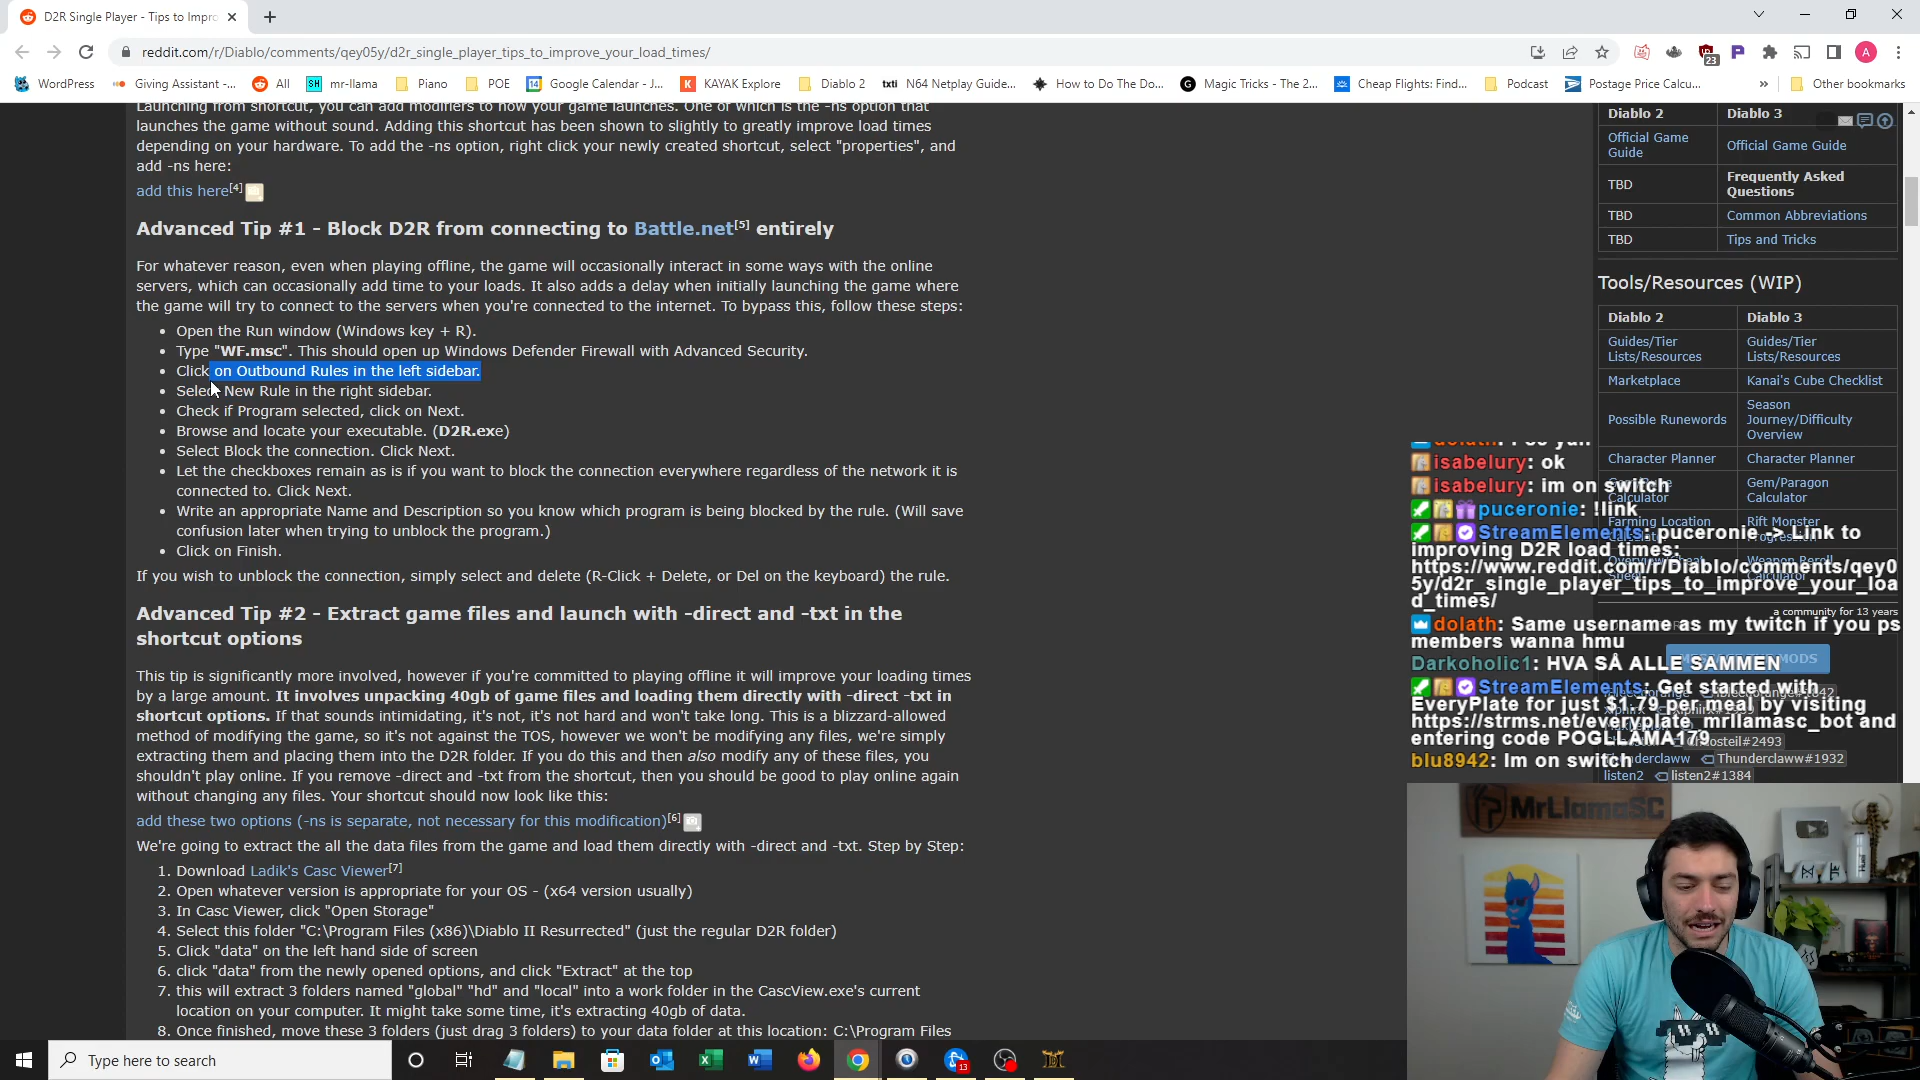 D2R Single Player - Tips to Impro
reddit.com/r/Diablo/comments/qey05y/d2r_single_player_tips_to_improve_your_load_times/
23
A
WordPress
Giving Assistant -...
All
SH mr-llama
Piano
POE
14 Google Calendar - J...
K KAYAK Explore
Diablo 2
txti N64 Netplay Guide...
How to Do The Do...
G Magic Tricks - The 2...
Cheap Flights: Find...
Podcast
Postage Price Calcu...
»
Other bookmarks
Launching from shortcut, you can add modifiers to how your game launches. One of which is the -ns option that
launches the game without sound. Adding this shortcut has been shown to slightly to greatly improve load times
depending on your hardware. To add the -ns option, right click your newly created shortcut, select "properties", and
add -ns here:
add this here[4]
Advanced Tip #1 - Block D2R from connecting to Battle.net[5] entirely
For whatever reason, even when playing offline, the game will occasionally interact in some ways with the online
servers, which can occasionally add time to your loads. It also adds a delay when initially launching the game where
the game will try to connect to the servers when you're connected to the internet. To bypass this, follow these steps:
• Open the Run window (Windows key + R).
• Type "WF.msc". This should open up Windows Defender Firewall with Advanced Security.
• Click on Outbound Rules in the left sidebar.
• Select New Rule in the right sidebar.
• Check if Program selected, click on Next.
• Browse and locate your executable. (D2R.exe)
• Select Block the connection. Click Next.
• Let the checkboxes remain as is if you want to block the connection everywhere regardless of the network it is
connected to. Click Next.
• Write an appropriate Name and Description so you know which program is being blocked by the rule. (Will save
confusion later when trying to unblock the program.)
• Click on Finish.
If you wish to unblock the connection, simply select and delete (R-Click + Delete, or Del on the keyboard) the rule.
Advanced Tip #2 - Extract game files and launch with -direct and -txt in the
shortcut options
This tip is significantly more involved, however if you're committed to playing offline it will improve your loading times
by a large amount. It involves unpacking 40gb of game files and loading them directly with -direct -txt in
shortcut options. If that sounds intimidating, it's not, it's not hard and won't take long. This is a blizzard-allowed
method of modifying the game, so it's not against the TOS, however we won't be modifying any files, we're simply
extracting them and placing them into the D2R folder. If you do this and then also modify any of these files, you
shouldn't play online. If you remove -direct and -txt from the shortcut, then you should be good to play online again
without changing any files. Your shortcut should now look like this:
add these two options (-ns is separate, not necessary for this modification)[6]
We're going to extract the all the data files from the game and load them directly with -direct and -txt. Step by Step:
1. Download Ladik's Casc Viewer[7]
2. Open whatever version is appropriate for your OS - (x64 version usually)
3. In Casc Viewer, click "Open Storage"
4. Select this folder "C:\Program Files (x86)\Diablo II Resurrected" (just the regular D2R folder)
5. Click "data" on the left hand side of screen
6. click "data" from the newly opened options, and click "Extract" at the top
7. this will extract 3 folders named "global" "hd" and "local" into a work folder in the CascView.exe's current
location on your computer. It might take some time, it's extracting 40gb of data.
8. Once finished, move these 3 folders (just drag 3 folders) to your data folder at this location: C:\Program Files
Diablo 2 Diablo 3
Official Game Guide Official Game Guide
TBD Frequently Asked Questions
TBD Common Abbreviations
TBD Tips and Tricks
Tools/Resources (WIP)
Diablo 2 Diablo 3
Guides/Tier Lists/Resources Guides/Tier Lists/Resources
Marketplace Kanai's Cube Checklist
Possible Runewords Season Journey/Difficulty Overview
Character Planner Character Planner
Calculator Gem/Paragon Calculator
Farming Location Rift Monster
a community for 13 years
MODS
Thunderclaww Thunderclaww#1932
listen2 listen2#1384
isabelury: ok
isabelury: im on switch
puceronie: !link
StreamElements: puceronie -> Link to
improving D2R load times:
https://www.reddit.com/r/Diablo/comments/qey0
5y/d2r_single_player_tips_to_improve_your_loa
d_times/
dolath: Same username as my twitch if you ps
members wanna hmu
Darkoholic1: HVA SÅ ALLE SAMMEN
StreamElements: Get started with
EveryPlate for just $1.79 per meal by visiting
https://strms.net/everyplate_mrllamasc_bot and
entering code POGLLAMA179
blu8942: Im on switch
MrLlamaSC
Type here to search
13